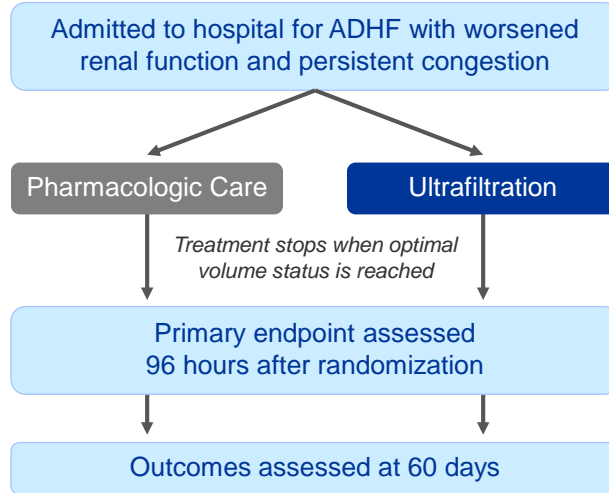 Admitted to hospital for ADHF with worsened
renal function and persistent congestion
Pharmacologic Care
Ultrafiltration
Treatment stops when optimal
volume status is reached
Primary endpoint assessed
96 hours after randomization
Outcomes assessed at 60 days